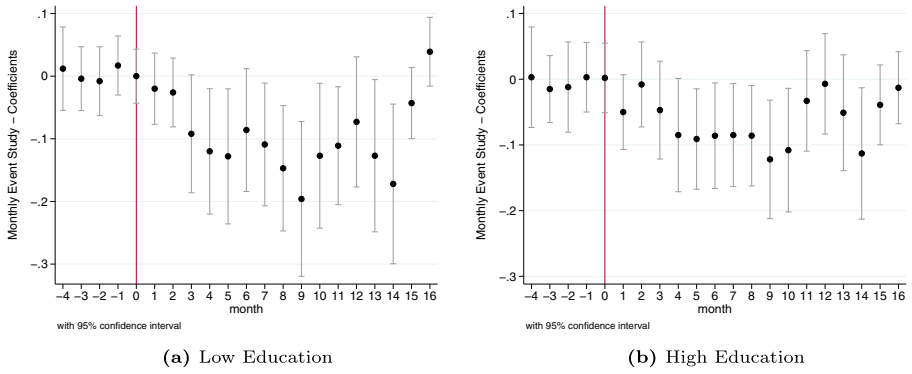 .1
0
−.1
−.2
−.3
Monthly Event Study − Coefficients
−4 −3 −2 −1 0 1 2 3 4 5 6 7 8 9 10 11 12 13 14 15 16
month
with 95% confidence interval
(a) Low Education
.1
0
−.1
−.2
−.3
Monthly Event Study − Coefficients
−4 −3 −2 −1 0 1 2 3 4 5 6 7 8 9 10 11 12 13 14 15 16
month
with 95% confidence interval
(b) High Education